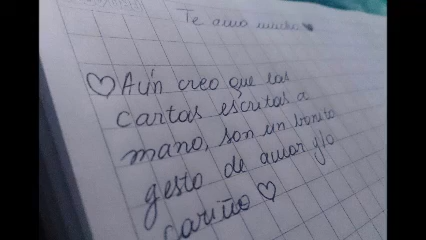 Te amo mucho ♥
♡ Aún creo que las
cartas escritas a
mano, son un bonito
gesto de amor y/o
cariño ♡